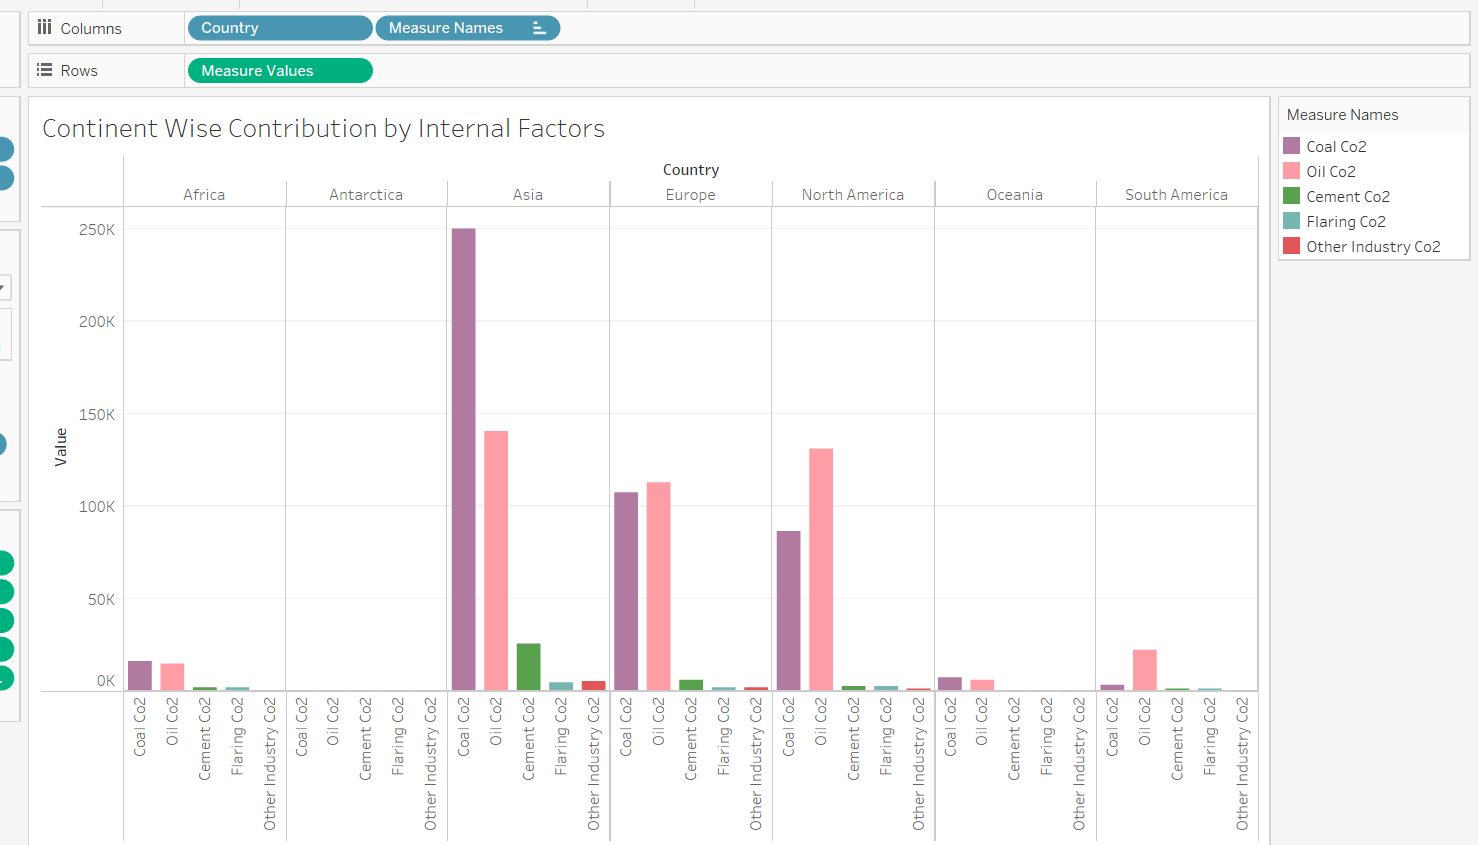 Columns Country Measure Names
Rows Measure Values
Continent Wise Contribution by Internal Factors
Country
Africa Antarctica Asia Europe North America Oceania South America
250K
200K
150K
100K
50K
0K
Value
Coal Co2 Oil Co2 Cement Co2 Flaring Co2 Other Industry Co2 Coal Co2 Oil Co2 Cement Co2 Flaring Co2 Other Industry Co2 Coal Co2 Oil Co2 Cement Co2 Flaring Co2 Other Industry Co2 Coal Co2 Oil Co2 Cement Co2 Flaring Co2 Other Industry Co2 Coal Co2 Oil Co2 Cement Co2 Flaring Co2 Other Industry Co2 Coal Co2 Oil Co2 Cement Co2 Flaring Co2 Other Industry Co2 Coal Co2 Oil Co2 Cement Co2 Flaring Co2 Other Industry Co2
Measure Names
Coal Co2
Oil Co2
Cement Co2
Flaring Co2
Other Industry Co2